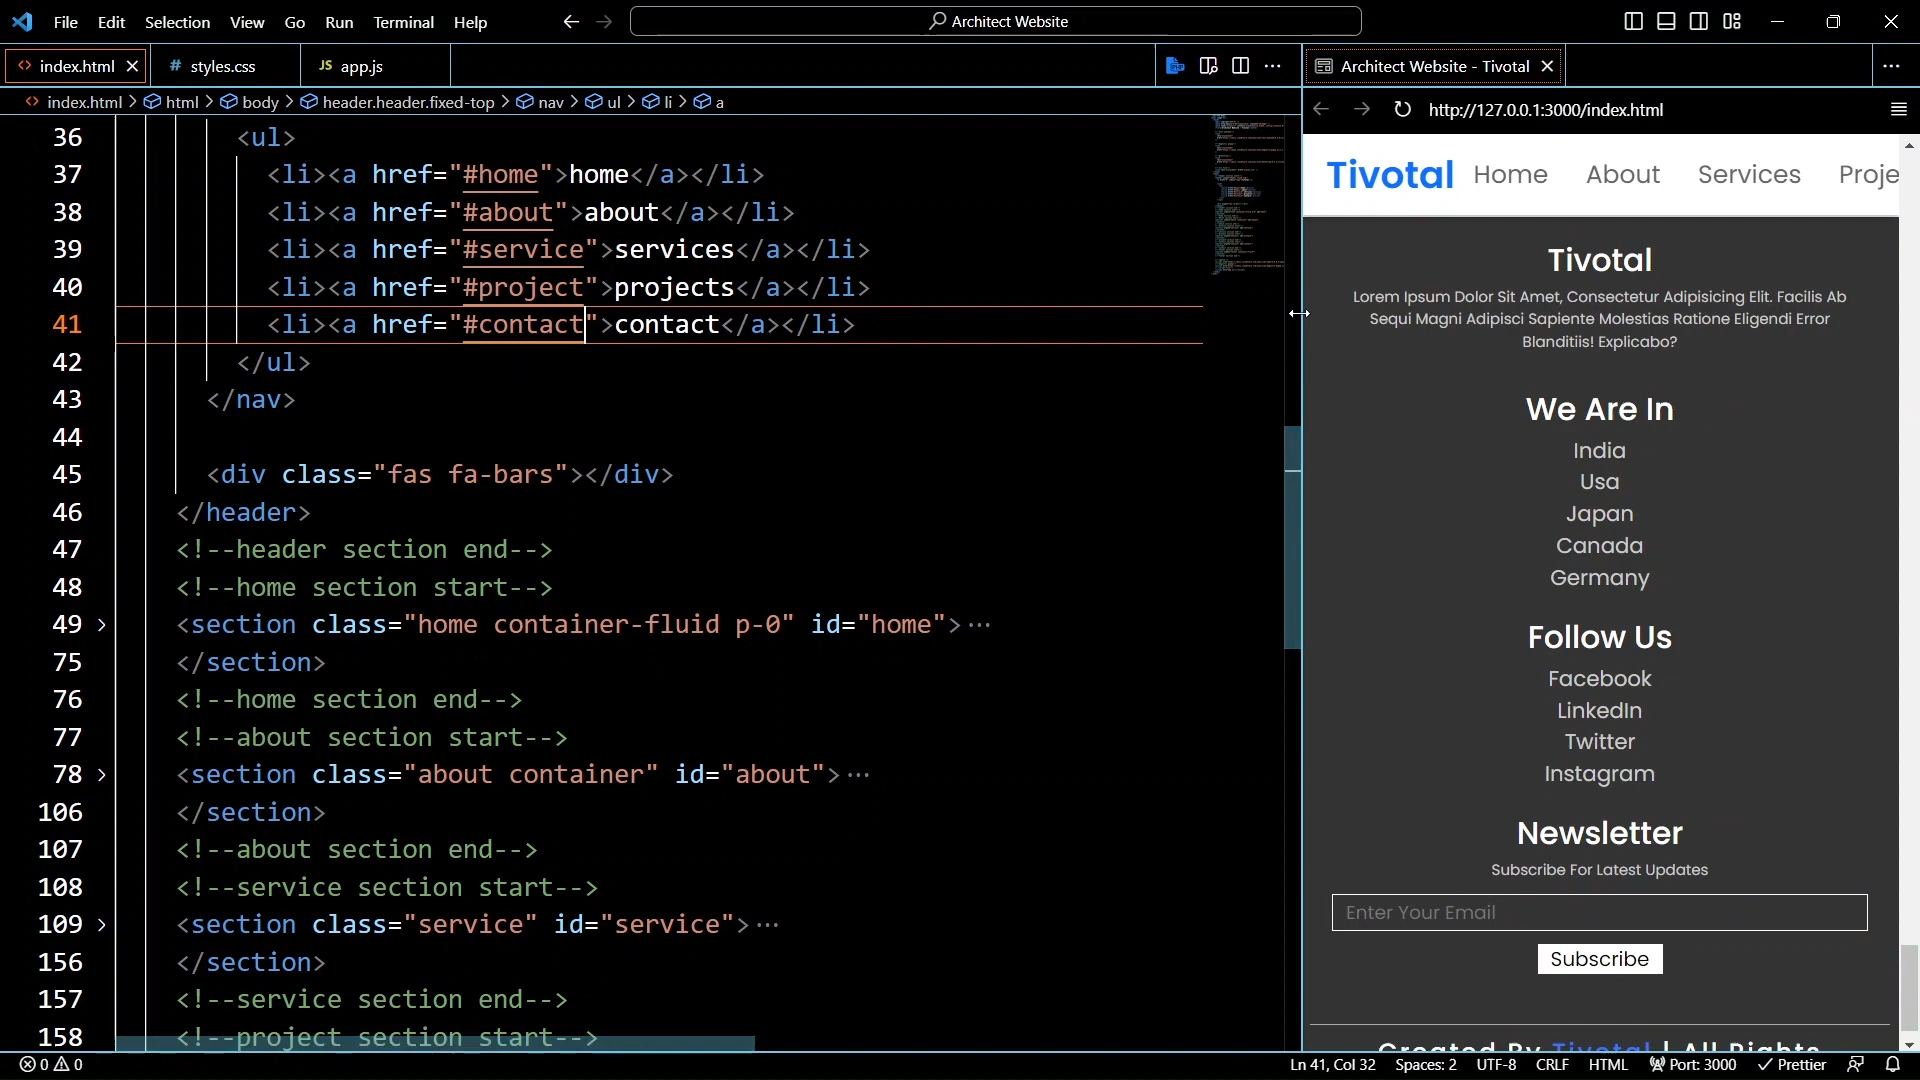 File Edit Selection View Go Run Terminal Help
Architect Website
index.html
# styles.css
JS app.js
Architect Website - Tivotal
index.html > html > body > header.header.fixed-top > nav > ul > li > a
http://127.0.0.1:3000/index.html
36 <ul>
37 <li><a href="#home">home</a></li>
38 <li><a href="#about">about</a></li>
39 <li><a href="#service">services</a></li>
40 <li><a href="#project">projects</a></li>
41 <li><a href="#contact">contact</a></li>
42 </ul>
43 </nav>
44
45 <div class="fas fa-bars"></div>
46 </header>
47 <!--header section end-->
48 <!--home section start-->
49 <section class="home container-fluid p-0" id="home">...
75 </section>
76 <!--home section end-->
77 <!--about section start-->
78 <section class="about container" id="about">...
106 </section>
107 <!--about section end-->
108 <!--service section start-->
109 <section class="service" id="service">...
156 </section>
157 <!--service section end-->
158 <!--project section start-->
Tivotal Home About Services Proje
Tivotal
Lorem Ipsum Dolor Sit Amet, Consectetur Adipisicing Elit. Facilis Ab
Sequi Magni Adipisci Sapiente Molestias Ratione Eligendi Error
Blanditiis! Explicabo?
We Are In
India
Usa
Japan
Canada
Germany
Follow Us
Facebook
LinkedIn
Twitter
Instagram
Newsletter
Subscribe For Latest Updates
Enter Your Email
Subscribe
Created By Tivotal | All Rights
0 0
Ln 41, Col 32 Spaces: 2 UTF-8 CRLF HTML Port: 3000 Prettier